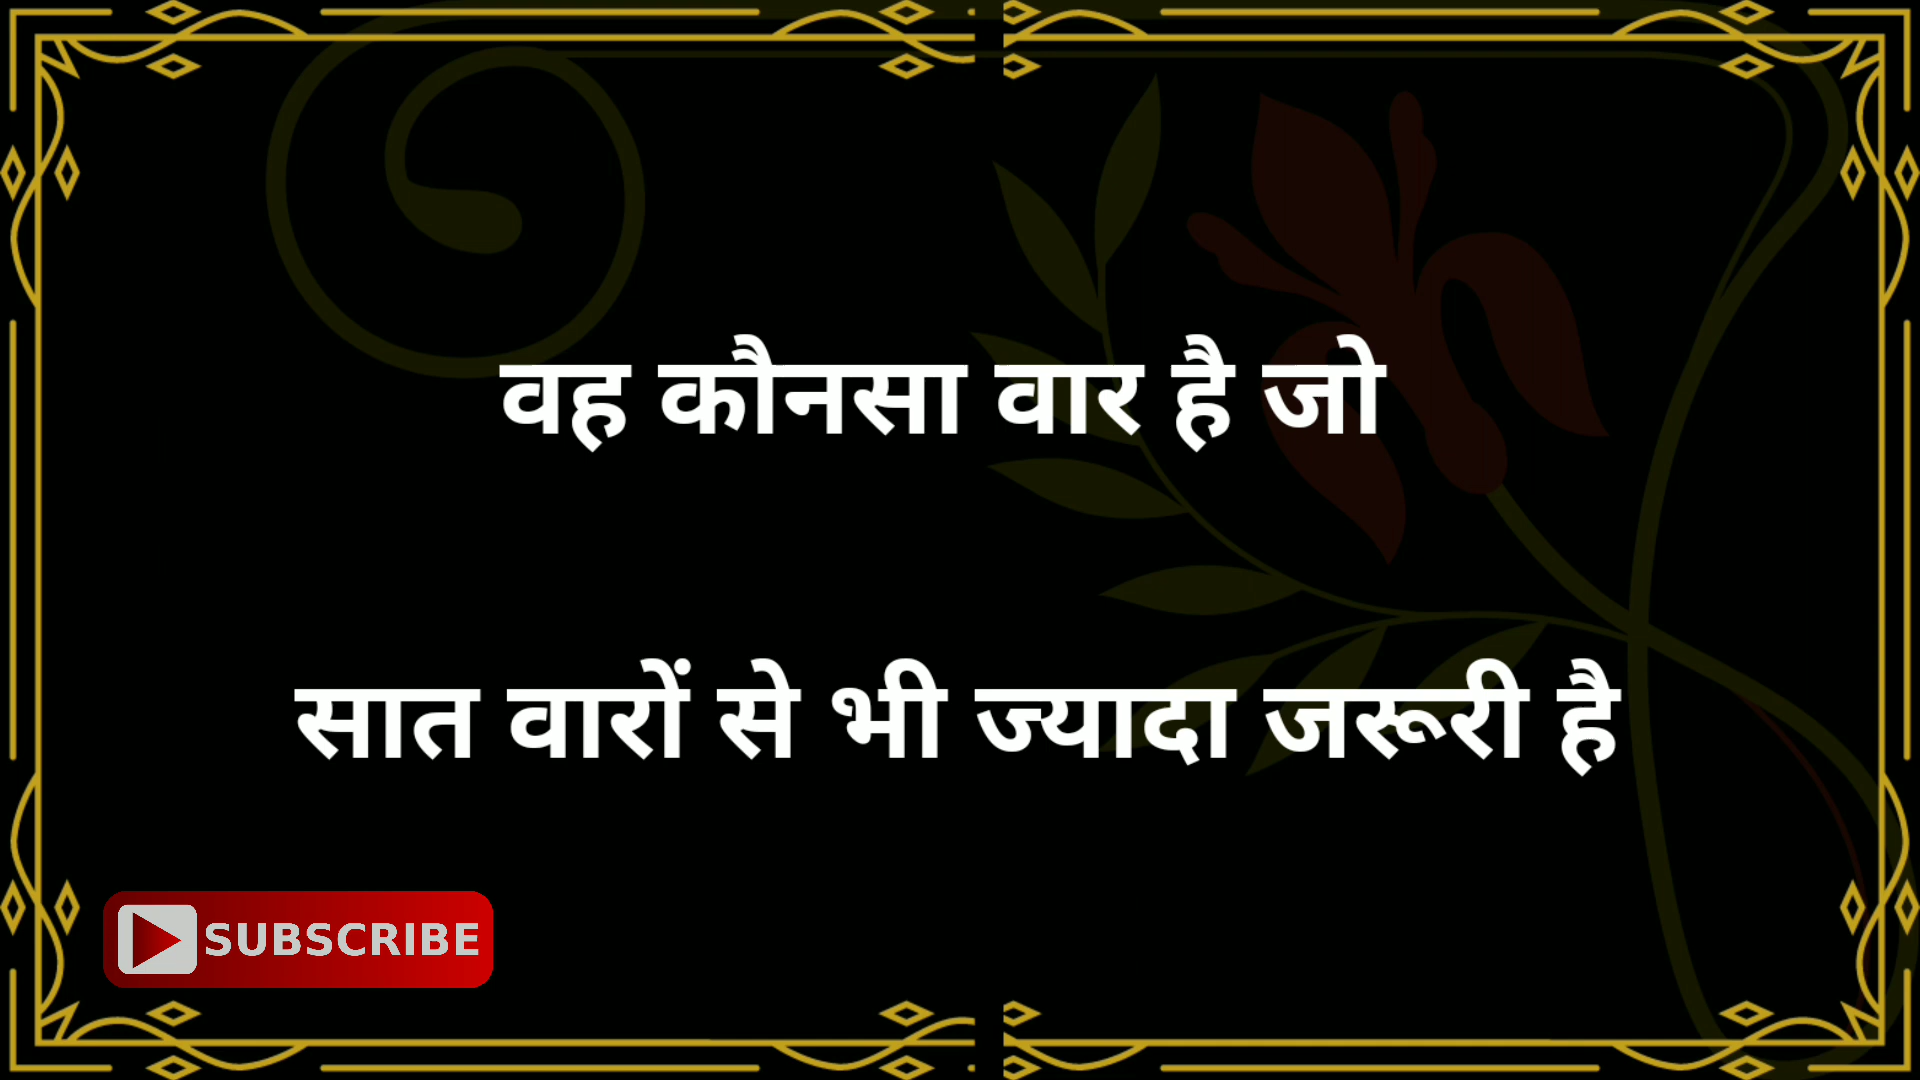 वह कौनसा वार है जो
सात वारों से भी ज्यादा जरूरी है
SUBSCRIBE